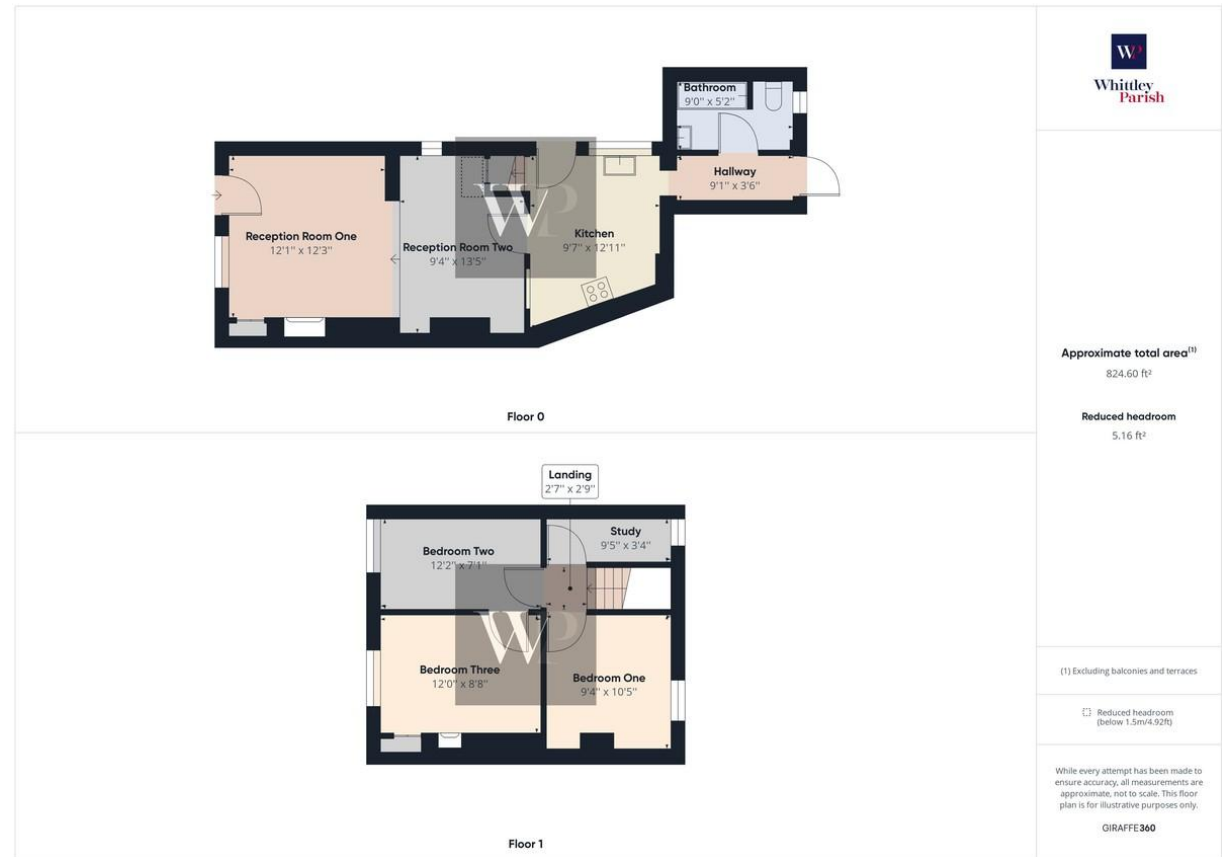 Bathroom
9'0" x 5'2"
Hallway
9'1" x 3'6"
Reception Room One
12'1" x 12'3"
Reception Room Two
9'4" x 13'5"
Kitchen
9'7" x 12'11"
WP
Floor 0
Landing
2'7" x 2'9"
Study
9'5" x 3'4"
Bedroom Two
12'2" x 7'1"
Bedroom Three
12'0" x 8'8"
Bedroom One
9'4" x 10'5"
WP
Floor 1
WP
Whittley
Parish
Approximate total area(1)
824.60 ft²
Reduced headroom
5.16 ft²
(1) Excluding balconies and terraces
Reduced headroom
(below 1.5m/4.92ft)
While every attempt has been made to
ensure accuracy, all measurements are
approximate, not to scale. This floor
plan is for illustrative purposes only.
GIRAFFE360